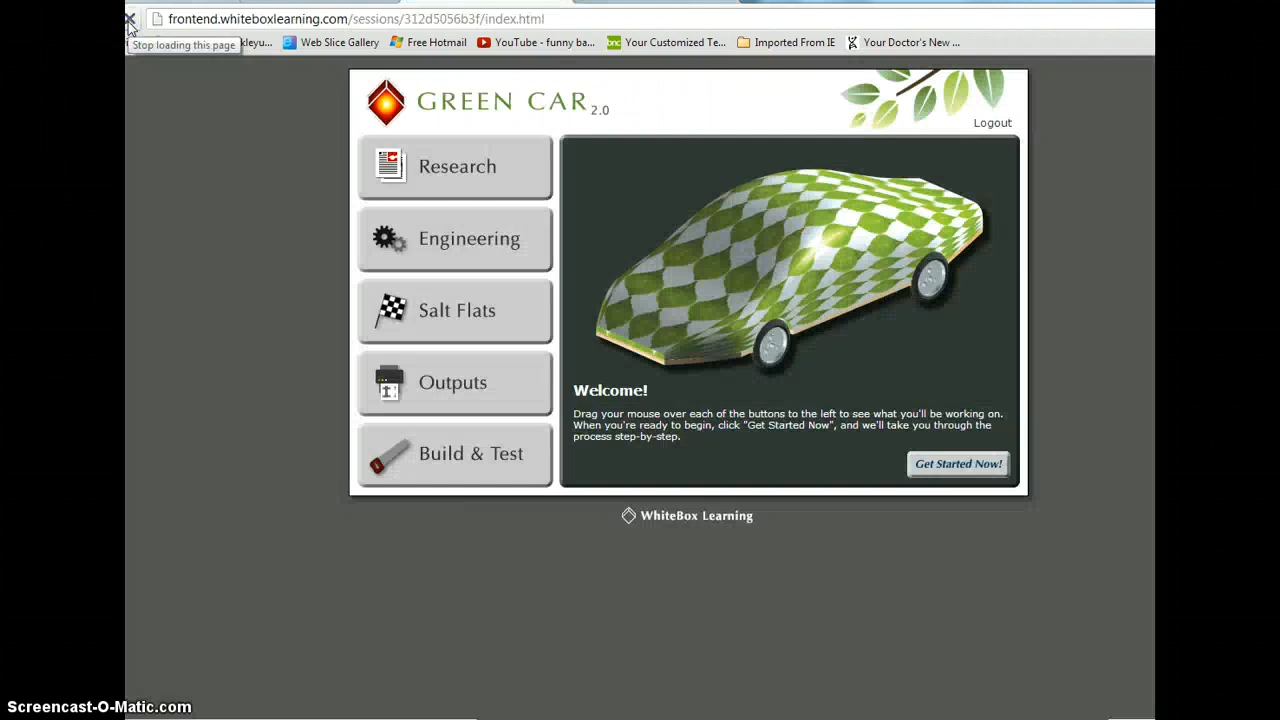 frontend.whiteboxlearning.com/sessions/312d5056b3f/index.html
Stop loading this page
kleyu... Web Slice Gallery Free Hotmail YouTube - funny ba... Your Customized Te... Imported From IE Your Doctor's New ...
GREEN CAR 2.0
Logout
Research
Engineering
Salt Flats
Outputs
Build & Test
Welcome!
Drag your mouse over each of the buttons to the left to see what you'll be working on.
When you're ready to begin, click "Get Started Now", and we'll take you through the
process step-by-step.
Get Started Now!
WhiteBox Learning
Screencast-O-Matic.com